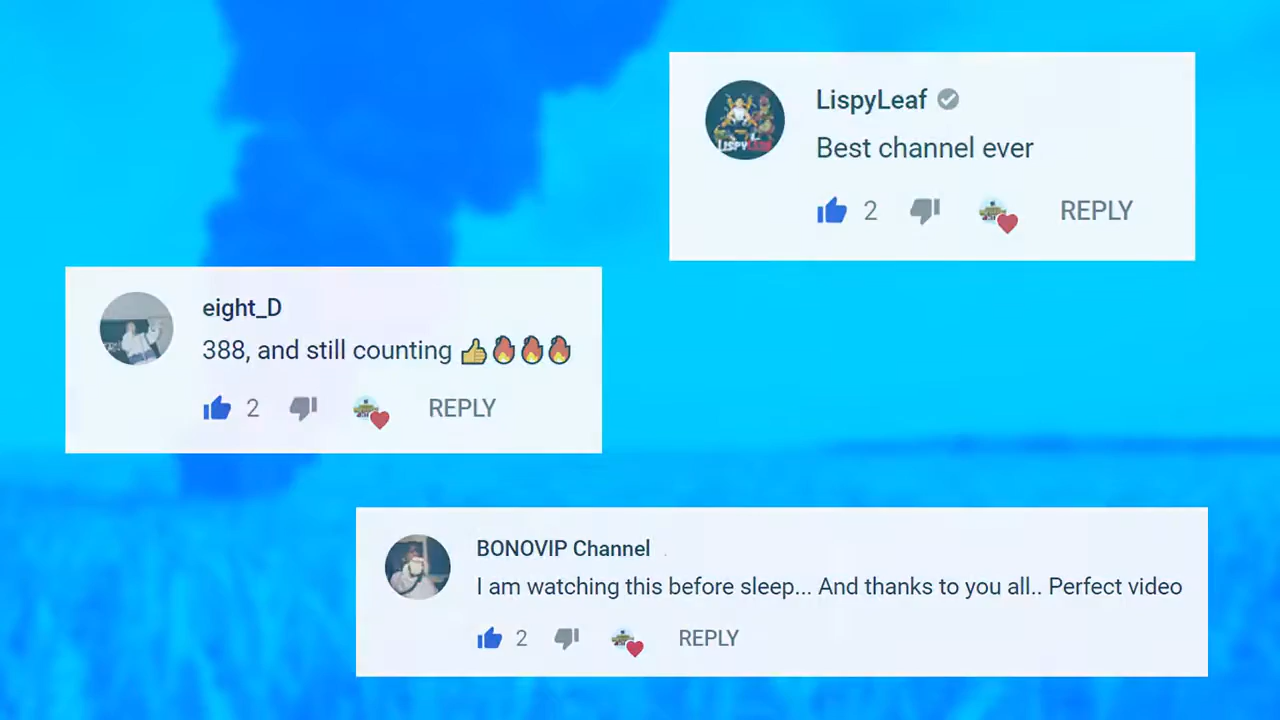 LispyLeaf
Best channel ever
2 REPLY
eight_D
388, and still counting 👍🔥🔥🔥
2 REPLY
BONOVIP Channel
I am watching this before sleep... And thanks to you all.. Perfect video
2 REPLY